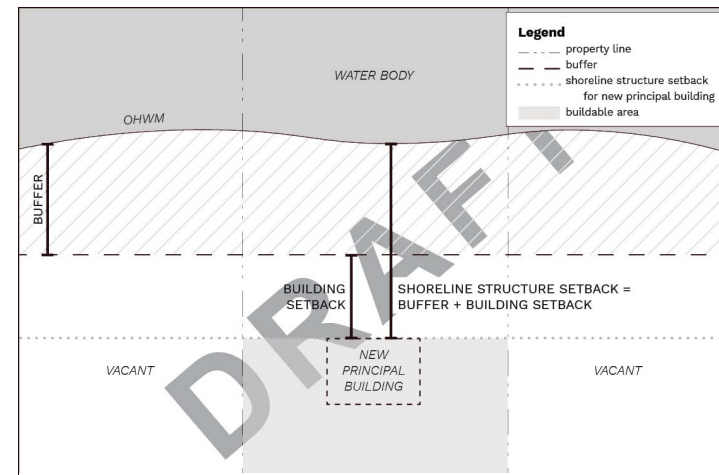 Legend
property line
buffer
shoreline structure setback
for new principal building
buildable area
WATER BODY
OHWM
BUFFER
BUILDING
SETBACK
SHORELINE STRUCTURE SETBACK =
BUFFER + BUILDING SETBACK
VACANT
NEW
PRINCIPAL
BUILDING
VACANT
DRAFT